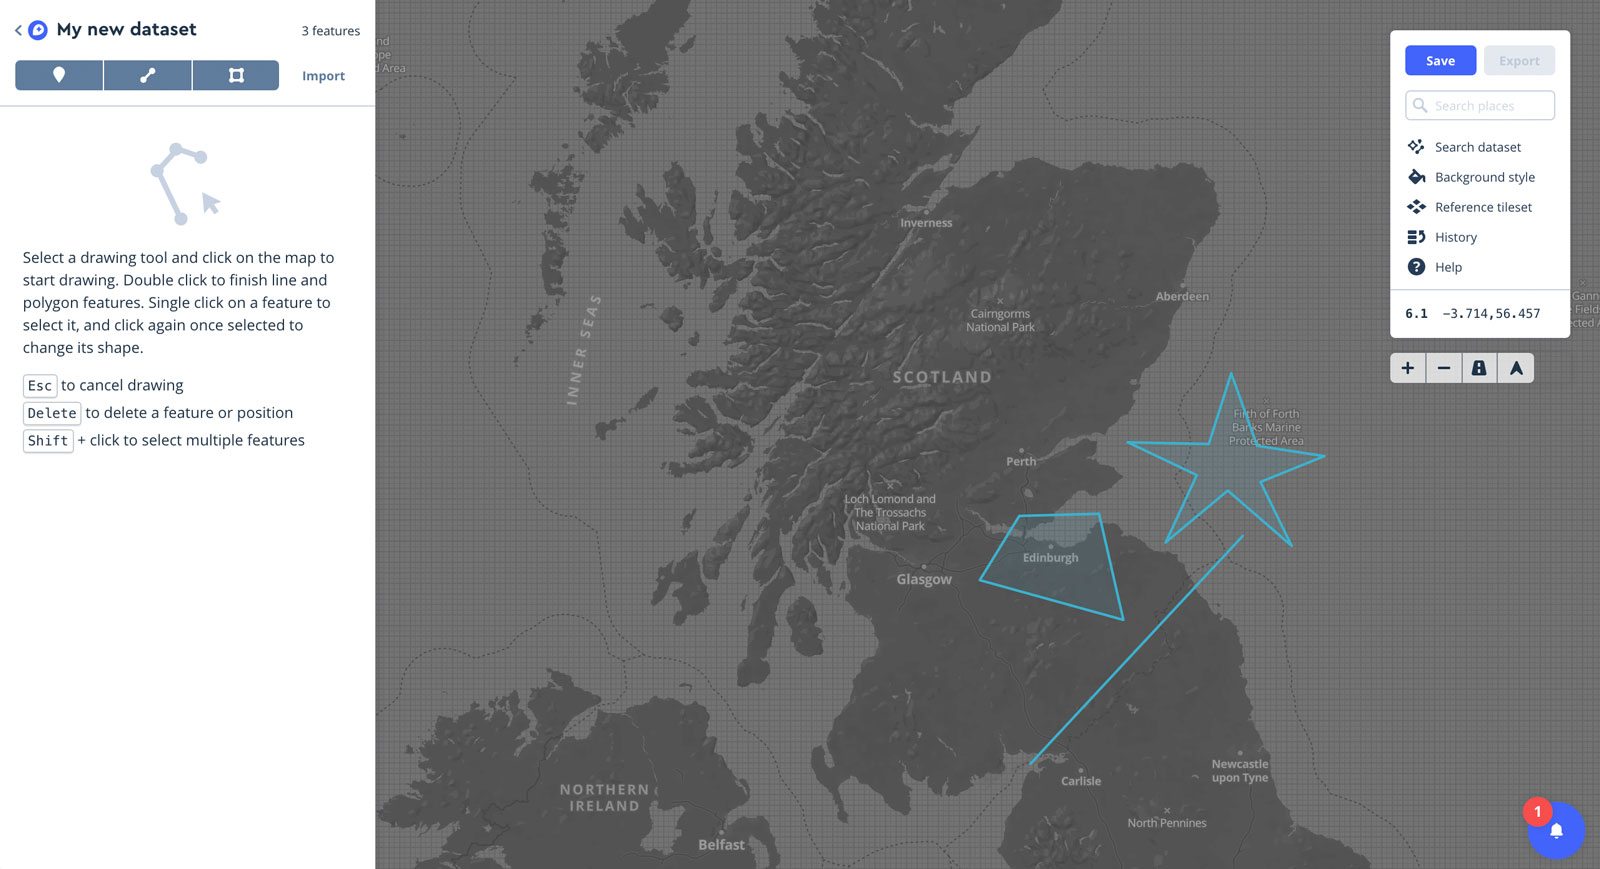 My new dataset
3 features
Import
Select a drawing tool and click on the map to
start drawing. Double click to finish line and
polygon features. Single click on a feature to
select it, and click again once selected to
change its shape.
Esc to cancel drawing
Delete to delete a feature or position
Shift + click to select multiple features
d Area
Inverness
Aberdeen
Cairngorms
National Park
INNER SEAS
SCOTLAND
Firth of Forth
Banks Marine
Protected Area
Perth
Loch Lomond and
The Trossachs
National Park
Edinburgh
Glasgow
Newcastle
upon Tyne
Carlisle
NORTHERN
IRELAND
North Pennines
Belfast
Save
Export
Search places
Search dataset
Background style
Reference tileset
History
Help
6.1 -3.714,56.457
1